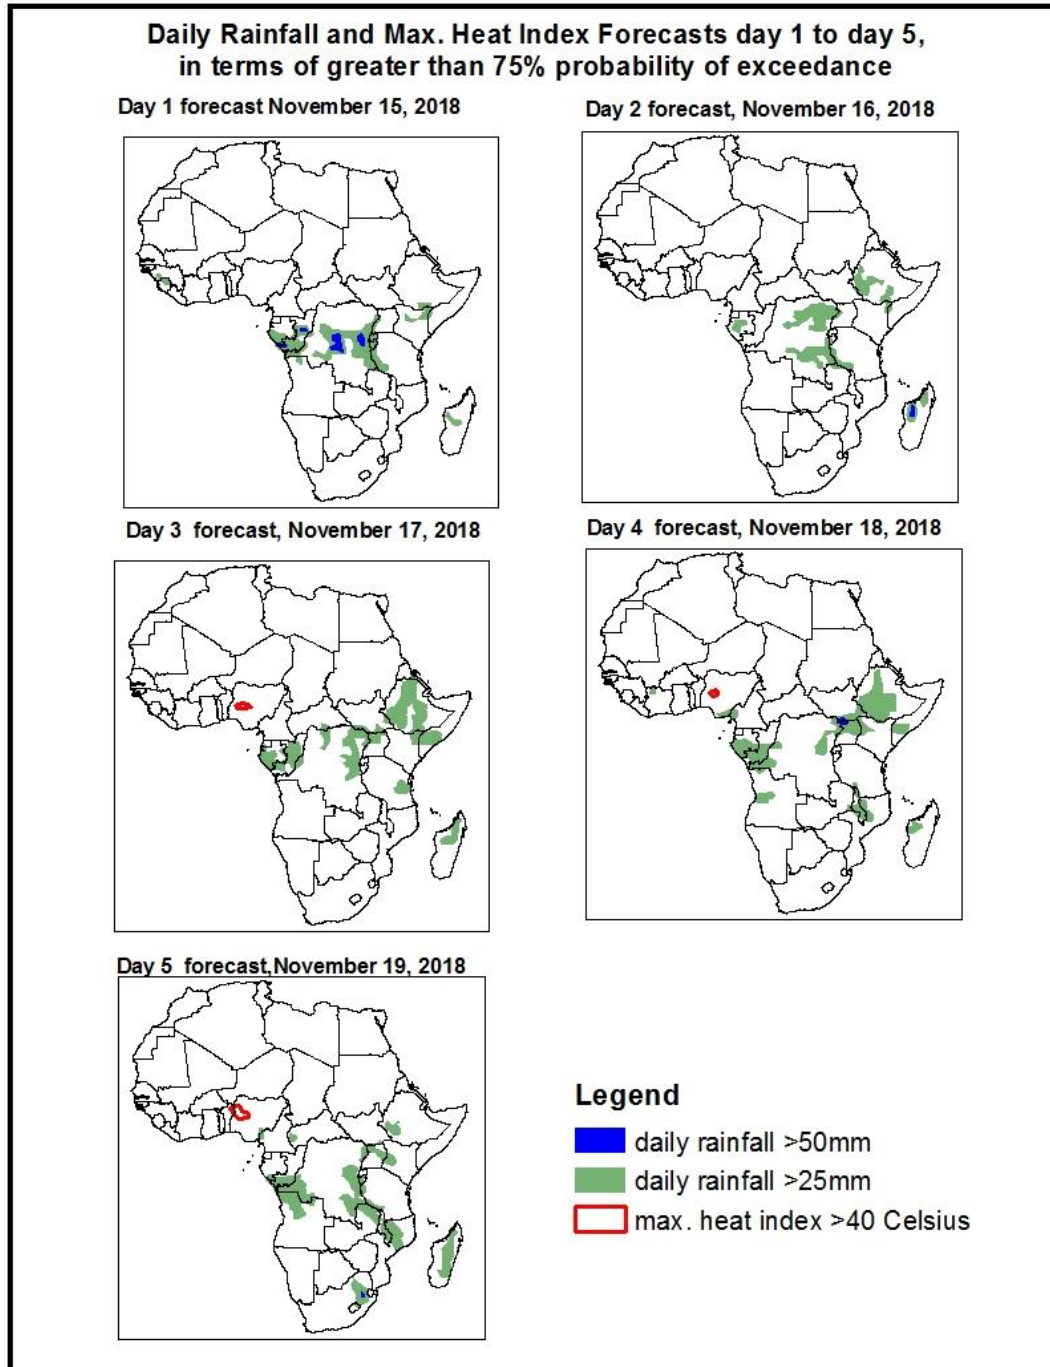 Daily Rainfall and Max. Heat Index Forecasts day 1 to day 5,
in terms of greater than 75% probability of exceedance
Day 1 forecast November 15, 2018
Day 2 forecast, November 16, 2018
Day 3  forecast, November 17, 2018
Day 4  forecast, November 18, 2018
Day 5  forecast,November 19, 2018
Legend
daily rainfall >50mm
daily rainfall >25mm
max. heat index >40 Celsius